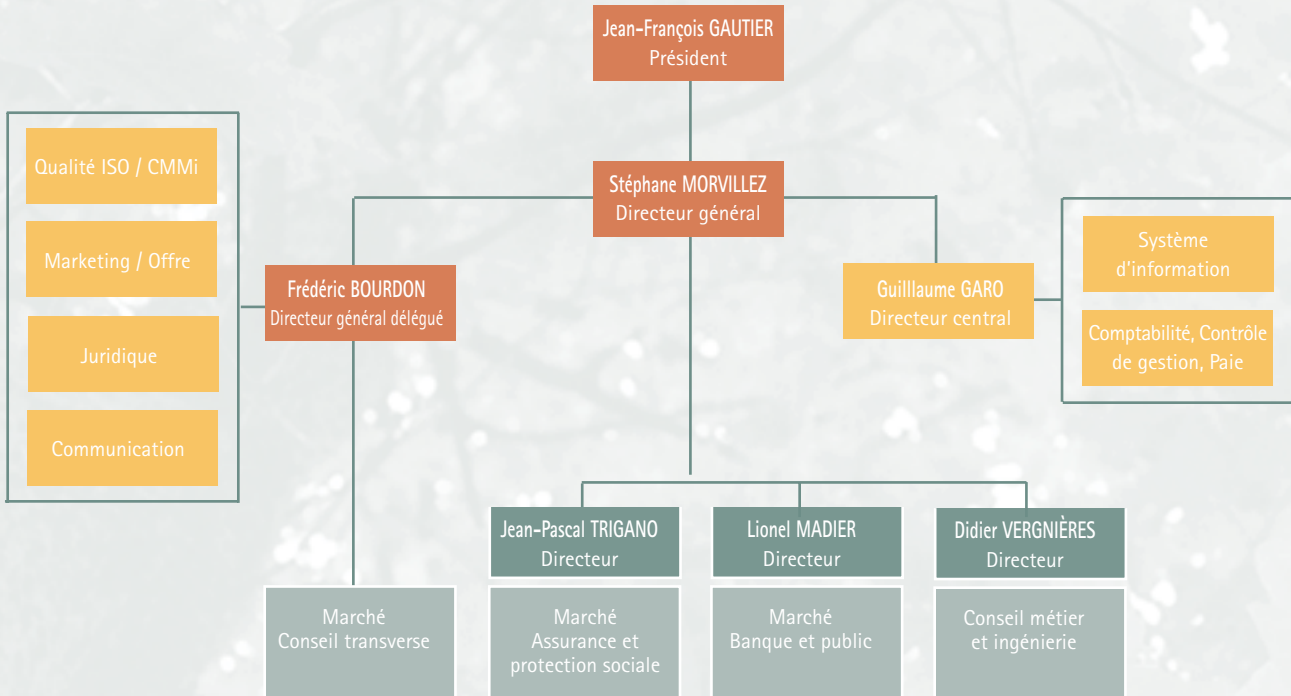 Jean-François GAUTIER
Président
Stéphane MORVILLEZ
Directeur général
Qualité ISO / CMMi
Marketing / Offre
Juridique
Communication
Frédéric BOURDON
Directeur général délégué
Guilllaume GARO
Directeur central
Système
d'information
Comptabilité, Contrôle
de gestion, Paie
Jean-Pascal TRIGANO
Directeur
Lionel MADIER
Directeur
Didier VERGNIÈRES
Directeur
Marché
Conseil transverse
Marché
Assurance et
protection sociale
Marché
Banque et public
Conseil métier
et ingénierie